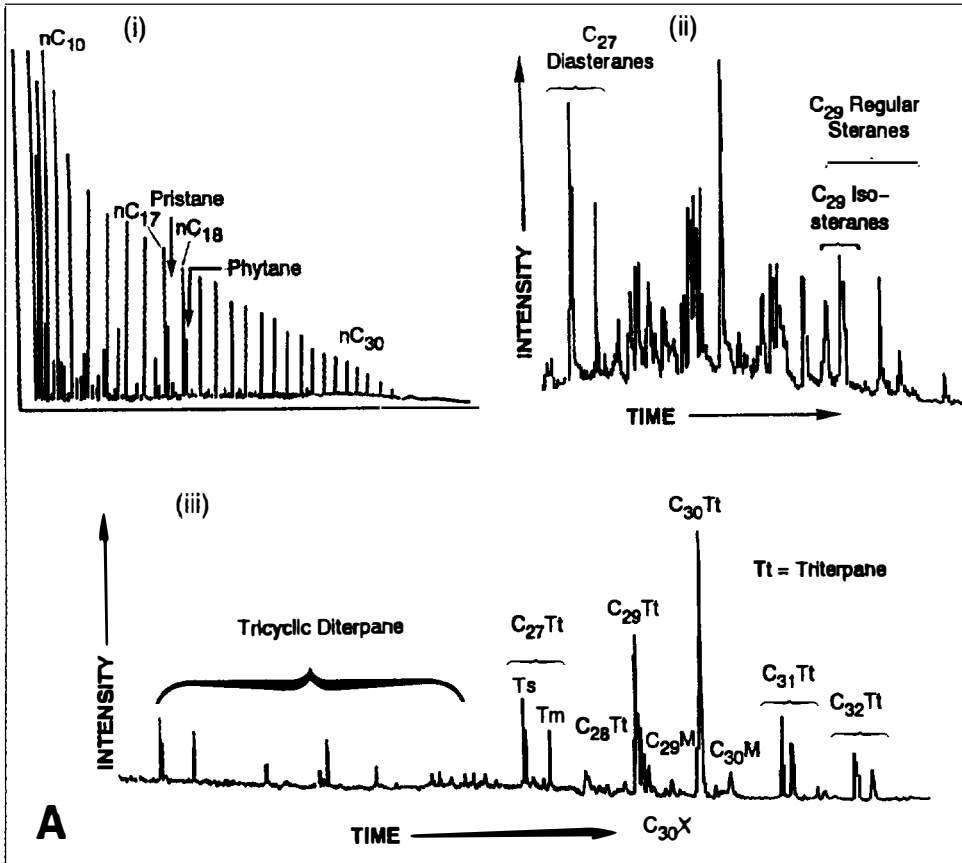 (i)
nC10
Pristane
nC17
nC18
Phytane
nC30
(ii)
C27
Diasteranes
C29 Regular
Steranes
C29 Iso-
steranes
INTENSITY
TIME
(iii)
C30Tt
Tt = Triterpane
Tricyclic Diterpane
C27Tt
C29Tt
Ts
Tm
C28Tt
C29M
C30M
C31Tt
C32Tt
INTENSITY
A
TIME
C30X